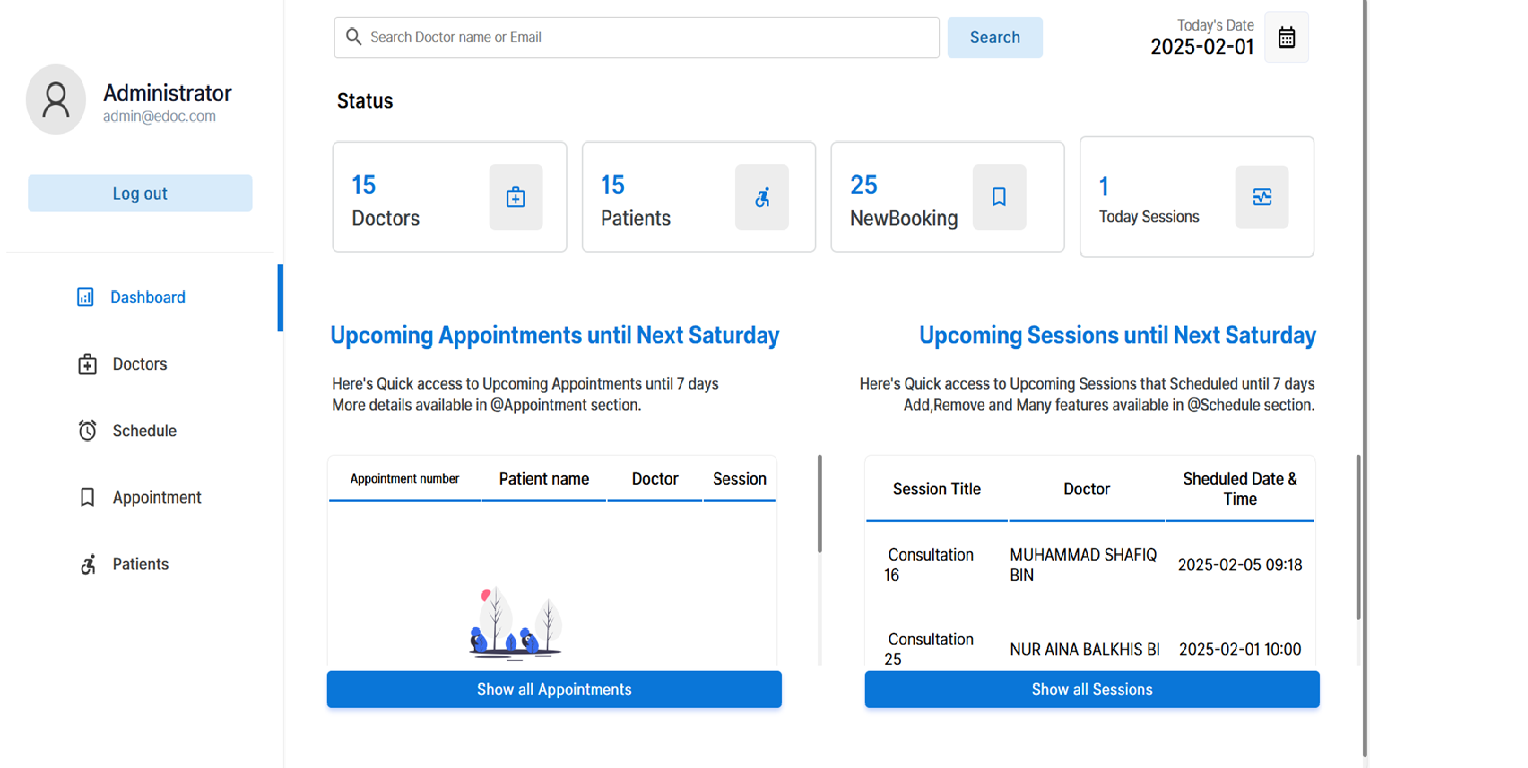 Administrator
admin@edoc.com
Log out
Dashboard
Doctors
Schedule
Appointment
Patients
Search Doctor name or Email
Search
Today's Date
2025-02-01
Status
15
Doctors
15
Patients
25
NewBooking
1
Today Sessions
Upcoming Appointments until Next Saturday
Here's Quick access to Upcoming Appointments until 7 days
More details available in @Appointment section.
Appointment number Patient name Doctor Session
Show all Appointments
Upcoming Sessions until Next Saturday
Here's Quick access to Upcoming Sessions that Scheduled until 7 days
Add,Remove and Many features available in @Schedule section.
Session Title Doctor Sheduled Date &
Time
Consultation MUHAMMAD SHAFIQ 2025-02-05 09:18
16 BIN
Consultation NUR AINA BALKHIS BI 2025-02-01 10:00
25
Show all Sessions